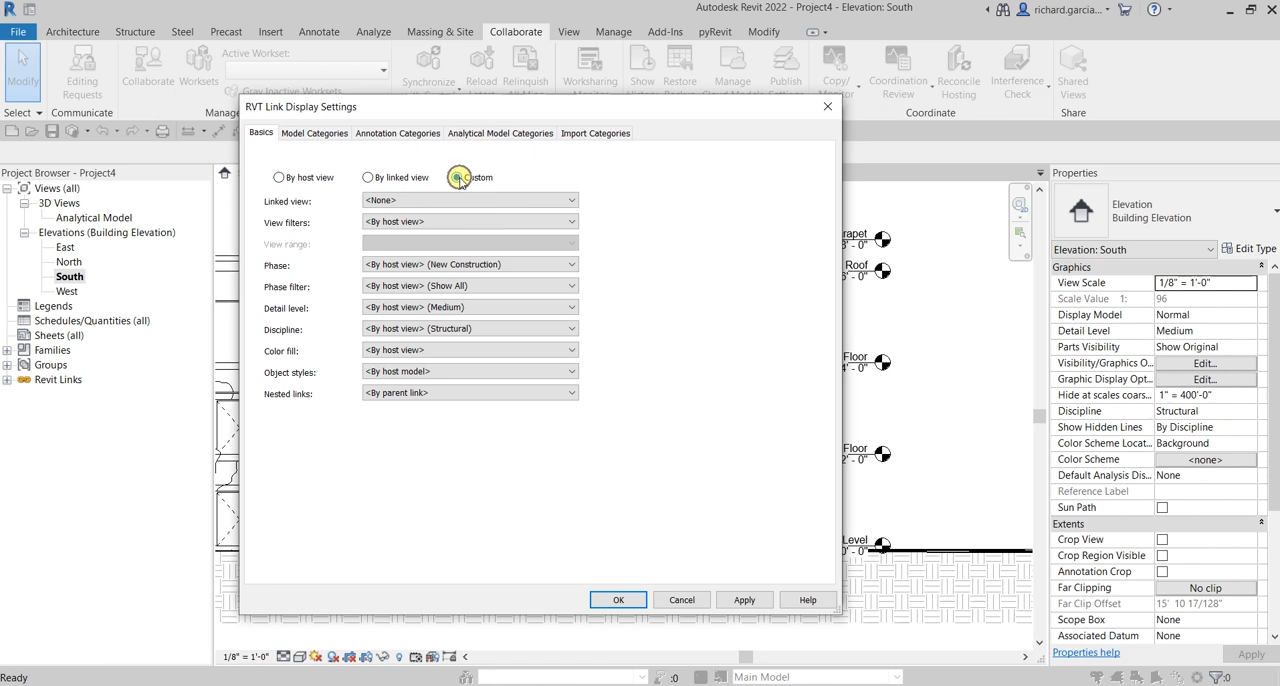 Autodesk Revit 2022 - Project4 - Elevation: South
richard.garcia...
File Architecture Structure Steel Precast Insert Annotate Analyze Collaborate Massing & Site View Manage Add-Ins pyRevit Modify
Modify
Editing Requests
Collaborate
Worksets
Active Workset:
Gray Inactive Worksets
Synchronize
Reload
Relinquish
Worksharing
Show
Restore
Manage
Publish
Copy/
Coordination Review
Reconcile Hosting
Interference Check
Shared Views
Select
Communicate
Manag
Coordinate
Share
RVT Link Display Settings
Basics Model Categories Annotation Categories Analytical Model Categories Import Categories
By host view
By linked view
Custom
Linked view: <None>
View filters: <By host view>
View range:
Phase: <By host view> (New Construction)
Phase filter: <By host view> (Show All)
Detail level: <By host view> (Medium)
Discipline: <By host view> (Structural)
Color fill: <By host view>
Object styles: <By host model>
Nested links: <By parent link>
OK Cancel Apply Help
Project Browser - Project4
Views (all)
3D Views
Analytical Model
Elevations (Building Elevation)
East
North
South
West
Legends
Schedules/Quantities (all)
Sheets (all)
Families
Groups
Revit Links
rapet
Roof
Floor
Floor
Level
Properties
Elevation
Building Elevation
Elevation: South Edit Type
Graphics
View Scale 1/8" = 1'-0"
Scale Value 1: 96
Display Model Normal
Detail Level Medium
Parts Visibility Show Original
Visibility/Graphics O... Edit...
Graphic Display Opt... Edit...
Hide at scales coars... 1" = 400'-0"
Discipline Structural
Show Hidden Lines By Discipline
Color Scheme Locat... Background
Color Scheme <none>
Default Analysis Dis... None
Reference Label
Sun Path
Extents
Crop View
Crop Region Visible
Annotation Crop
Far Clipping No clip
Far Clip Offset 15' 10 17/128"
Scope Box None
Associated Datum None
Properties help Apply
1/8" = 1'-0"
Ready
:0
Main Model
:0